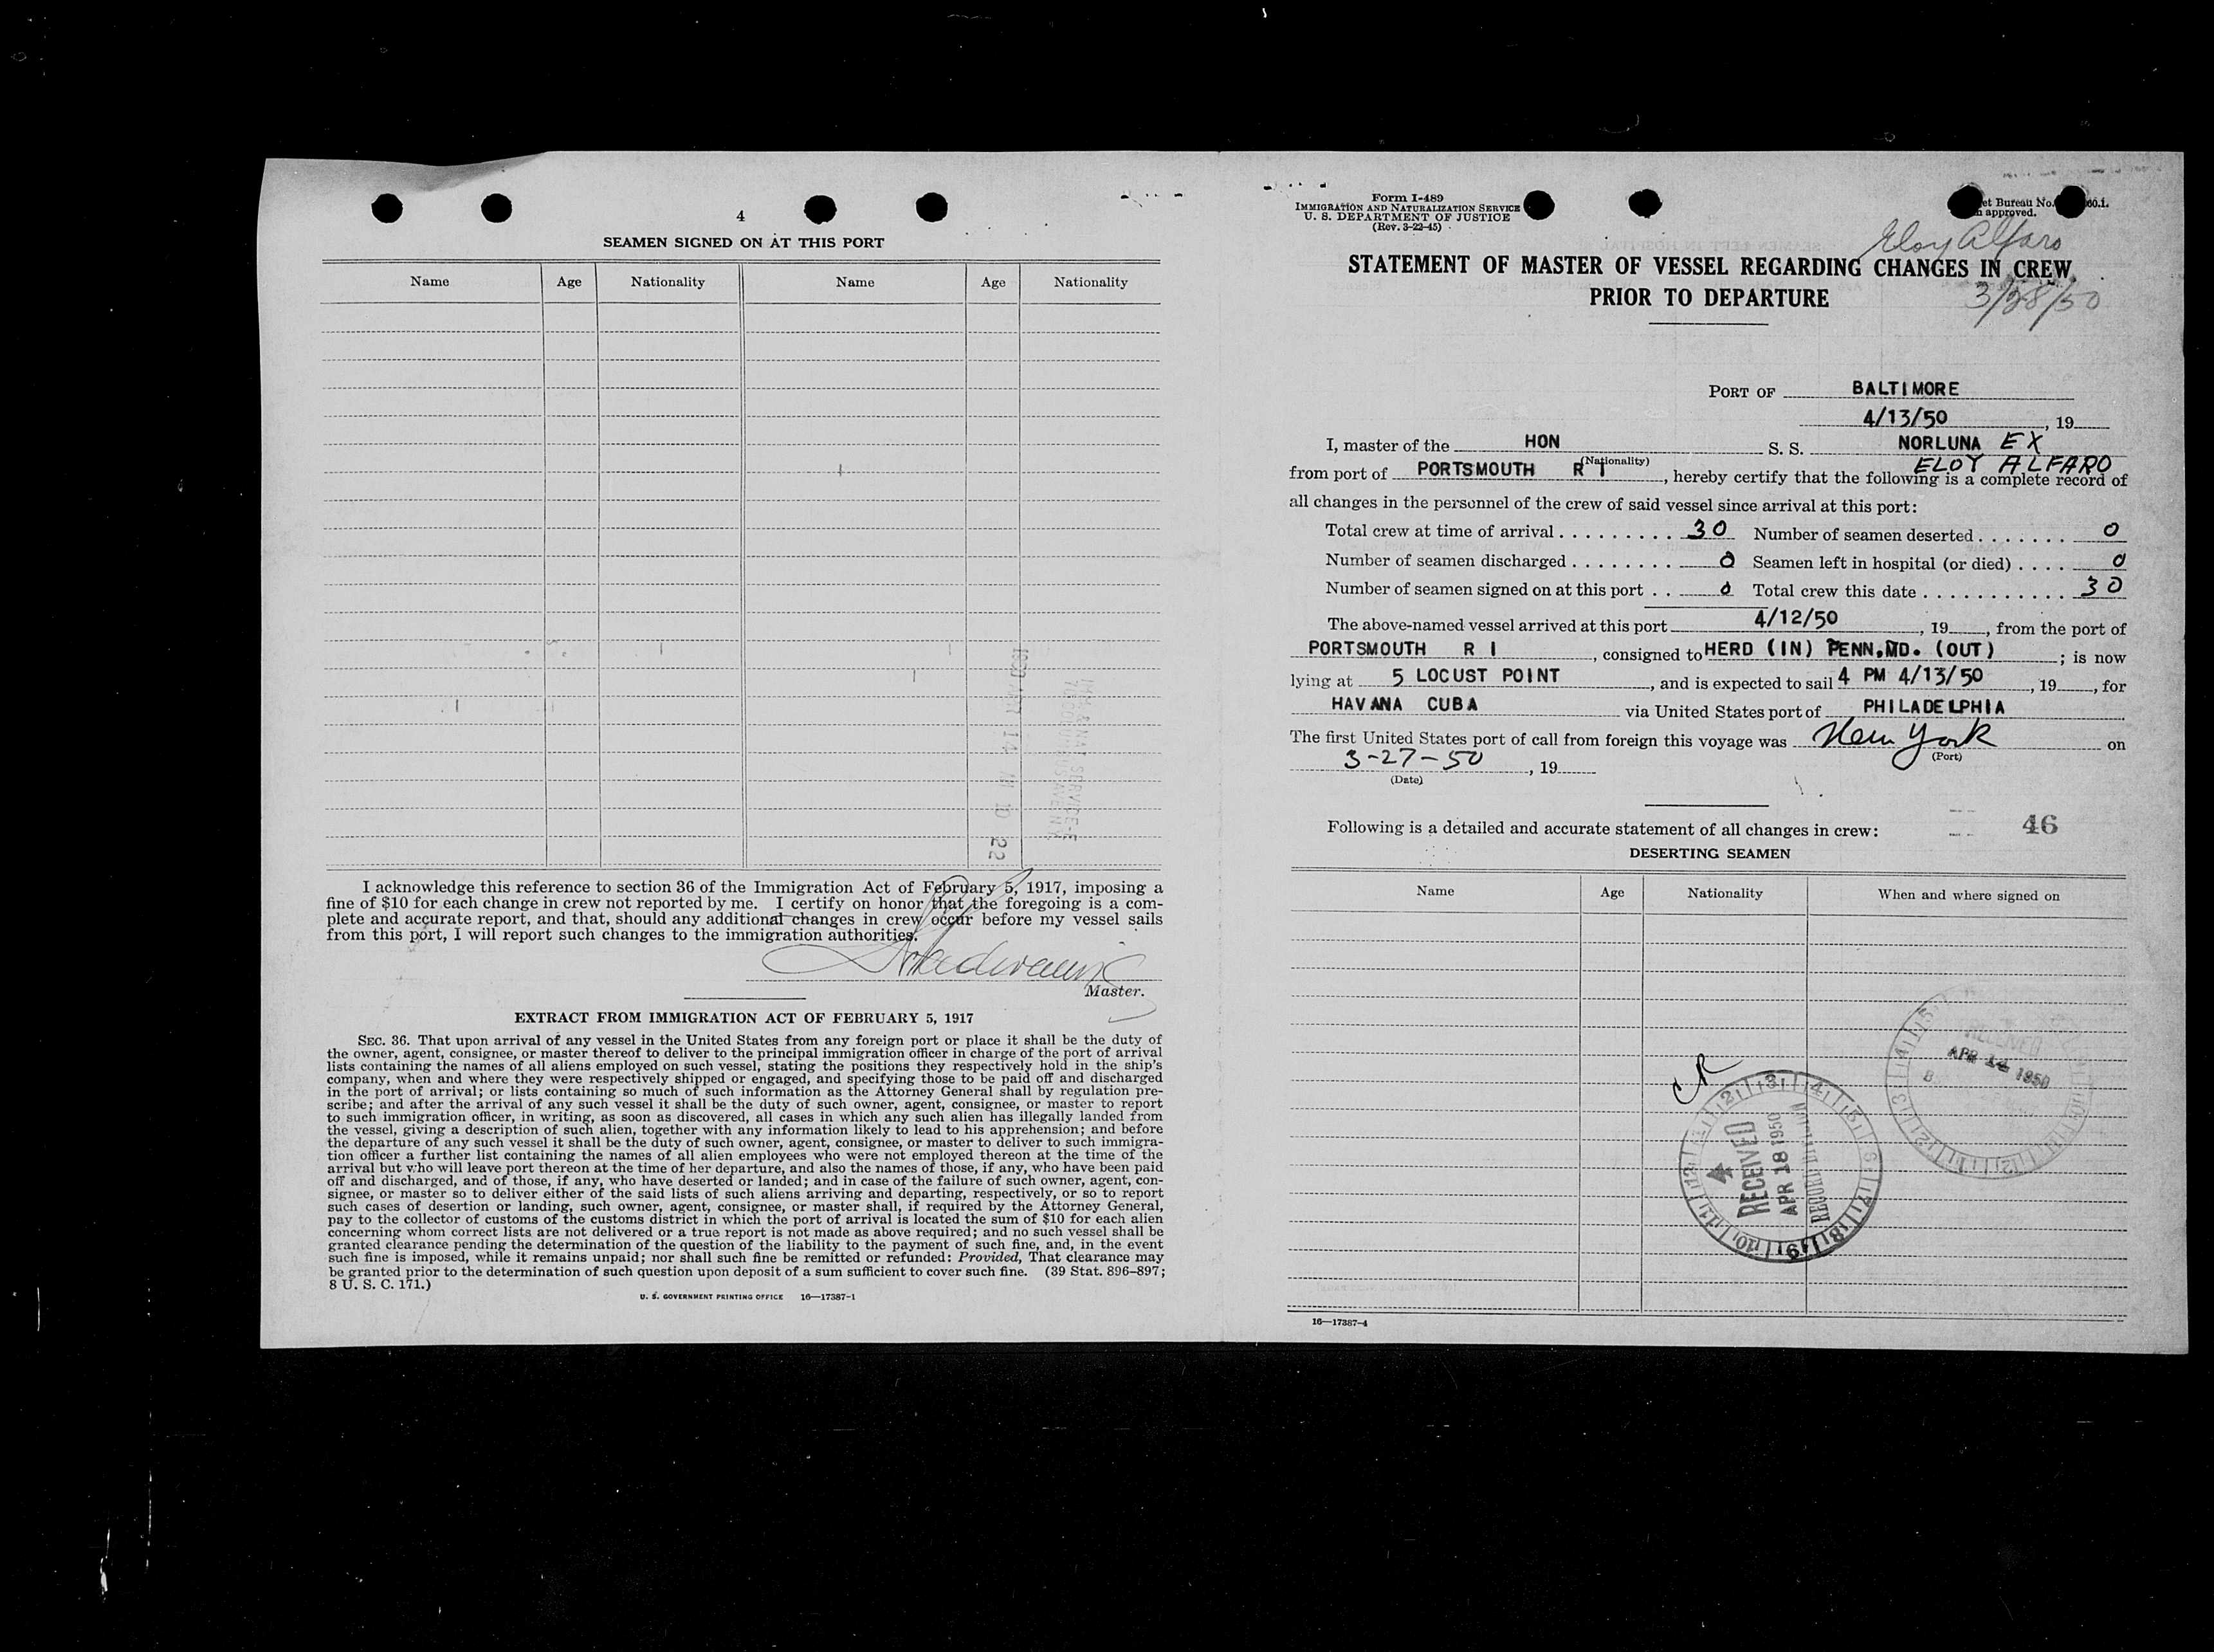 4
SEAMEN SIGNED ON AT THIS PORT
Name Age Nationality Name Age Nationality
I acknowledge this reference to section 36 of the Immigration Act of February 5, 1917, imposing a
fine of $10 for each change in crew not reported by me. I certify on honor that the foregoing is a com-
plete and accurate report, and that, should any additional changes in crew occur before my vessel sails
from this port, I will report such changes to the immigration authorities.
Master.
EXTRACT FROM IMMIGRATION ACT OF FEBRUARY 5, 1917
SEC. 36. That upon arrival of any vessel in the United States from any foreign port or place it shall be the duty of
the owner, agent, consignee, or master thereof to deliver to the principal immigration officer in charge of the port of arrival
lists containing the names of all aliens employed on such vessel, stating the positions they respectively hold in the ship's
company, when and where they were respectively shipped or engaged, and specifying those to be paid off and discharged
in the port of arrival; or lists containing so much of such information as the Attorney General shall by regulation pre-
scribe; and after the arrival of any such vessel it shall be the duty of such owner, agent, consignee, or master to report
to such immigration officer, in writing, as soon as discovered, all cases in which any such alien has illegally landed from
the vessel, giving a description of such alien, together with any information likely to lead to his apprehension; and before
the departure of any such vessel it shall be the duty of such owner, agent, consignee, or master to deliver to such immigra-
tion officer a further list containing the names of all alien employees who were not employed thereon at the time of the
arrival but who will leave port thereon at the time of her departure, and also the names of those, if any, who have been paid
off and discharged, and of those, if any, who have deserted or landed; and in case of the failure of such owner, agent, con-
signee, or master so to deliver either of the said lists of such aliens arriving and departing, respectively, or so to report
such cases of desertion or landing, such owner, agent, consignee, or master shall, if required by the Attorney General,
pay to the collector of customs of the customs district in which the port of arrival is located the sum of $10 for each alien
concerning whom correct lists are not delivered or a true report is not made as above required; and no such vessel shall be
granted clearance pending the determination of the question of the liability to the payment of such fine, and, in the event
such fine is imposed, while it remains unpaid; nor shall such fine be remitted or refunded: Provided, That clearance may
be granted prior to the determination of such question upon deposit of a sum sufficient to cover such fine. (39 Stat. 896–897;
8 U. S. C. 171.)
U. S. GOVERNMENT PRINTING OFFICE 16—17387-1
Form I-489
IMMIGRATION AND NATURALIZATION SERVICE
U. S. DEPARTMENT OF JUSTICE
(Rev. 3-22-45)
Bureau No.
approved.
Eloy Alfaro
STATEMENT OF MASTER OF VESSEL REGARDING CHANGES IN CREW
PRIOR TO DEPARTURE
3/28/50
PORT OF BALTIMORE
4/13/50, 19
I, master of the HON S. S. NORLUNA EX
(Nationality) ELOY ALFARO
from port of PORTSMOUTH R I, hereby certify that the following is a complete record of
all changes in the personnel of the crew of said vessel since arrival at this port:
Total crew at time of arrival 30 Number of seamen deserted 0
Number of seamen discharged 0 Seamen left in hospital (or died) 0
Number of seamen signed on at this port 0 Total crew this date 30
The above-named vessel arrived at this port 4/12/50, 19, from the port of
PORTSMOUTH R I, consigned to HERD (IN) PENN.MD. (OUT); is now
lying at 5 LOCUST POINT, and is expected to sail 4 PM 4/13/50, 19, for
HAVANA CUBA via United States port of PHILADELPHIA
The first United States port of call from foreign this voyage was New York on
(Port)
3-27-50, 19
(Date)
Following is a detailed and accurate statement of all changes in crew:
46
DESERTING SEAMEN
Name Age Nationality When and where signed on
RECEIVED
APR 14 1950
RECEIVED
APR 18 1950
16—17387-4